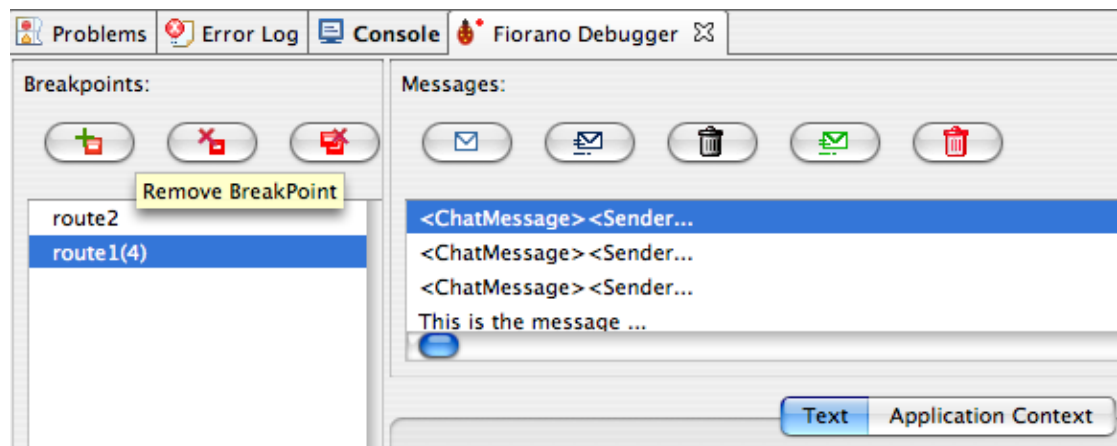 Problems Error Log Console Fiorano Debugger
Breakpoints:
Messages:
Remove BreakPoint
route2
route1(4)
<ChatMessage><Sender...
<ChatMessage><Sender...
<ChatMessage><Sender...
This is the message ...
Text Application Context